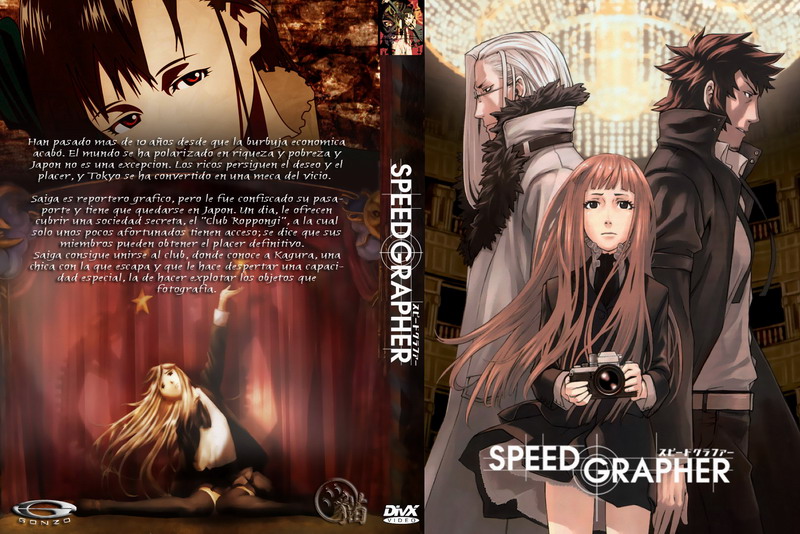 Han pasado mas de 10 años desde que la burbuja economica
acabó. El mundo se ha polarizado en riqueza y pobreza y
Japon no es una excepcion. Los ricos persiguen el deseo y el
placer, y Tokyo se ha convertido en una meca del vicio.
Saiga es reportero grafico, pero le fue confiscado su pasa-
porte y tiene que quedarse en Japon. Un dia, le ofrecen
cubrir una sociedad secreta, el "Club Roppongi", a la cual
solo unos pocos afortunados tienen acceso; se dice que sus
miembros pueden obtener el placer definitivo.
Saiga consigue unirse al club, donde conoce a Kagura, una
chica con la que escapa y que le hace despertar una capaci-
dad especial, la de hacer explotar los objetos que
fotografia.
GONZO
DivX
VIDEO
SPEED GRAPHER
スピードグラファー
スピードグラファー
SPEED GRAPHER